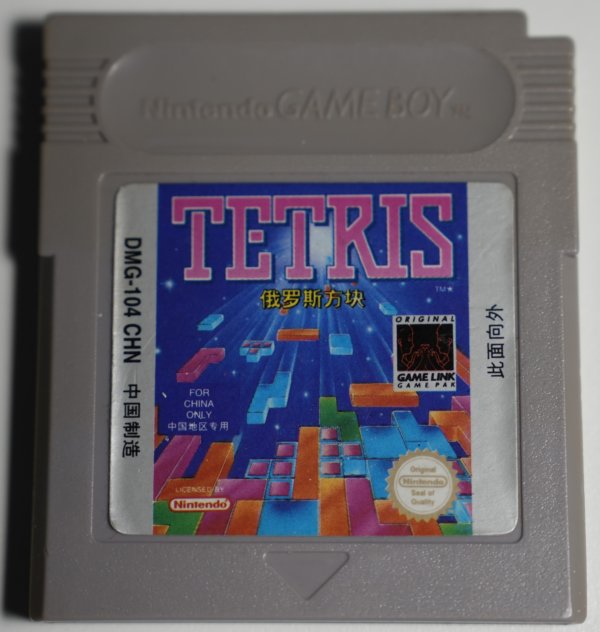 Nintendo GAME BOY TM
TETRIS
TM★
俄罗斯方块
DMG-104 CHN 中国制造
此面向外
ORIGINAL
GAME LINK
GAME PAK
FOR
CHINA
ONLY
中国地区专用
LICENSED BY
Nintendo
Original
Nintendo
Seal of
Quality